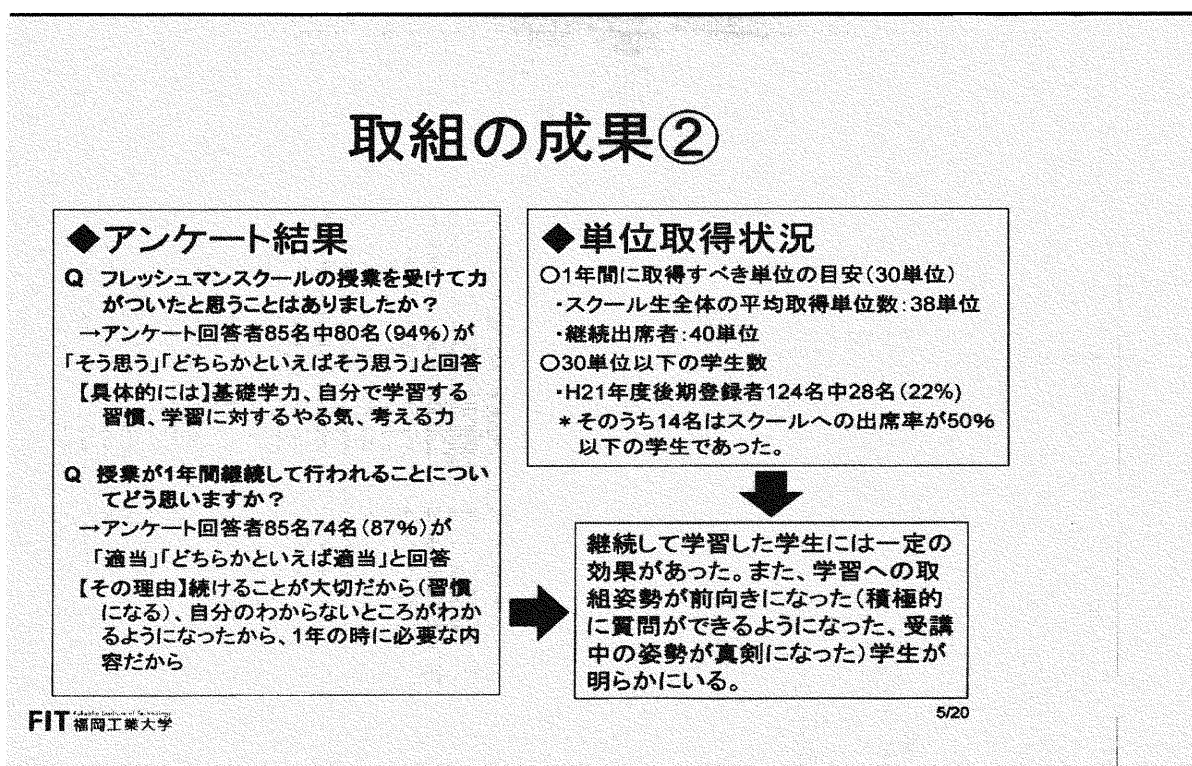 取組の成果②
◆アンケート結果
Q フレッシュマンスクールの授業を受けて力
がついたと思うことはありましたか？
→アンケート回答者85名中80名(94%)が
「そう思う」「どちらかといえばそう思う」と回答
【具体的には】基礎学力、自分で学習する
習慣、学習に対するやる気、考える力
Q 授業が1年間継続して行われることについ
てどう思いますか？
→アンケート回答者85名74名(87%)が
「適当」「どちらかといえば適当」と回答
【その理由】続けることが大切だから(習慣
になる)、自分のわからないところがわか
るようになったから、1年の時に必要な内
容だから
◆単位取得状況
○1年間に取得すべき単位の目安(30単位)
・スクール生全体の平均取得単位数：38単位
・継続出席者：40単位
○30単位以下の学生数
・H21年度後期登録者124名中28名(22%)
＊そのうち14名はスクールへの出席率が50%
以下の学生であった。
継続して学習した学生には一定の
効果があった。また、学習への取
組姿勢が前向きになった(積極的
に質問ができるようになった、受講
中の姿勢が真剣になった)学生が
明らかにいる。
FIT 福岡工業大学
5/20